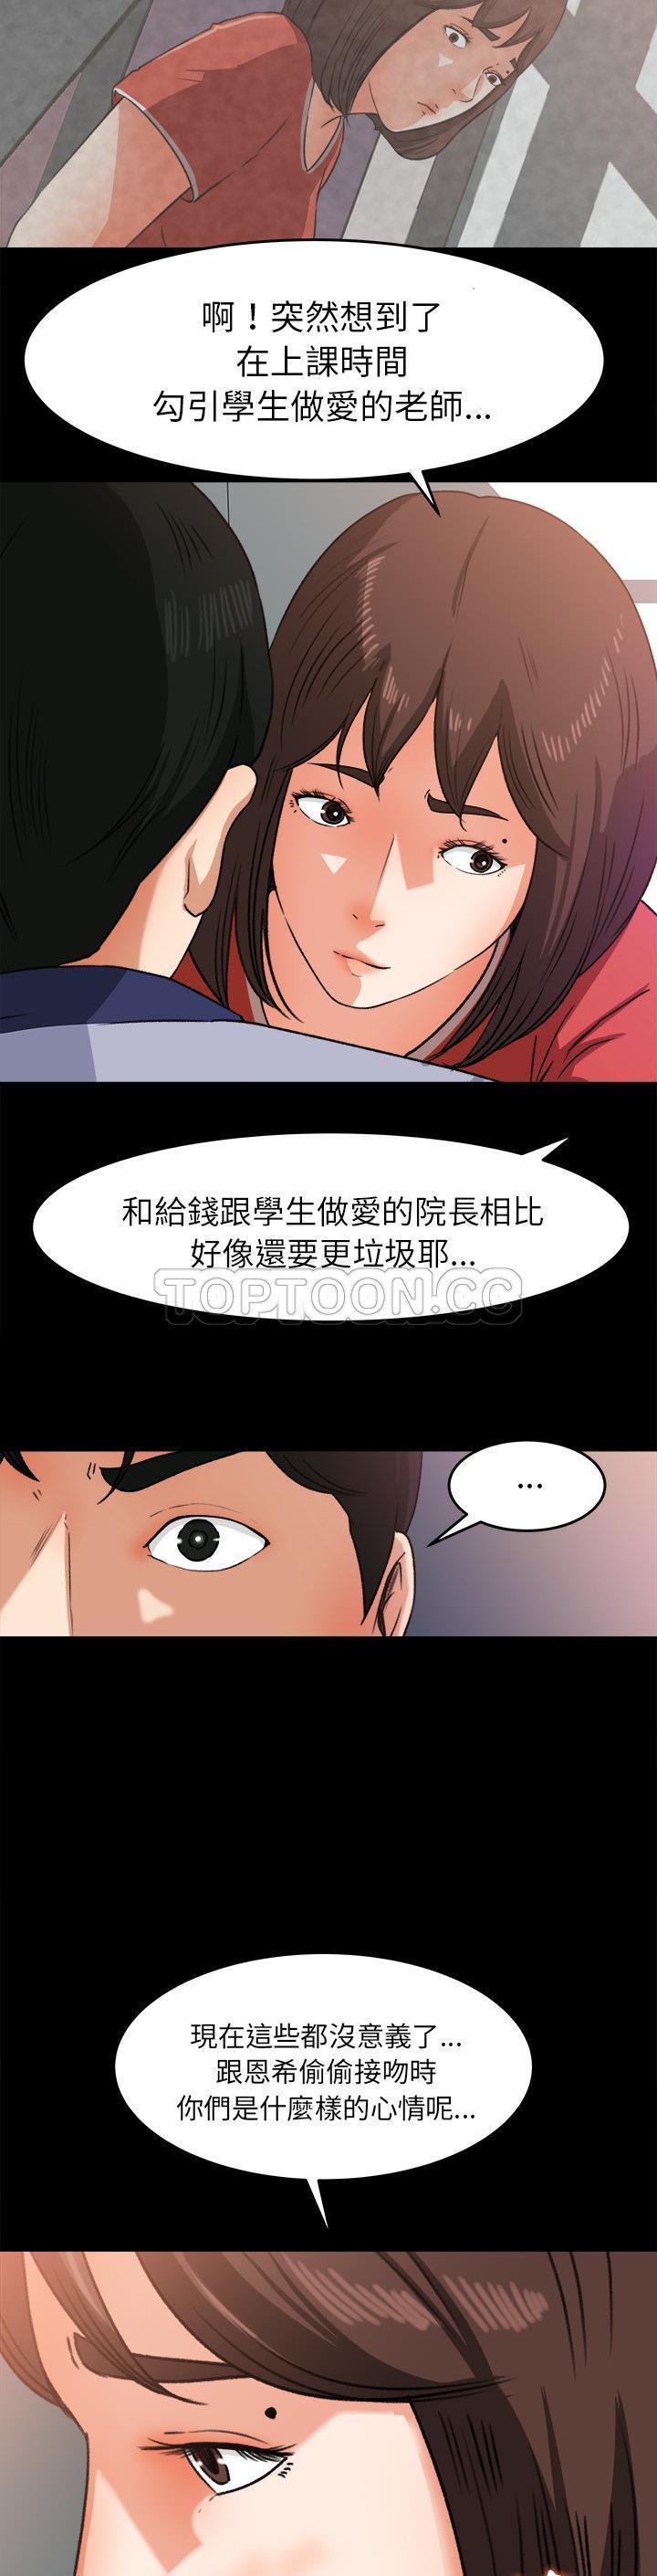 啊！突然想到了
在上課時間
勾引學生做愛的老師...
和給錢跟學生做愛的院長相比
好像還要更垃圾耶...
TOPTOON.CC
...
現在這些都沒意義了...
跟恩希偷偷接吻時
你們是什麼樣的心情呢...